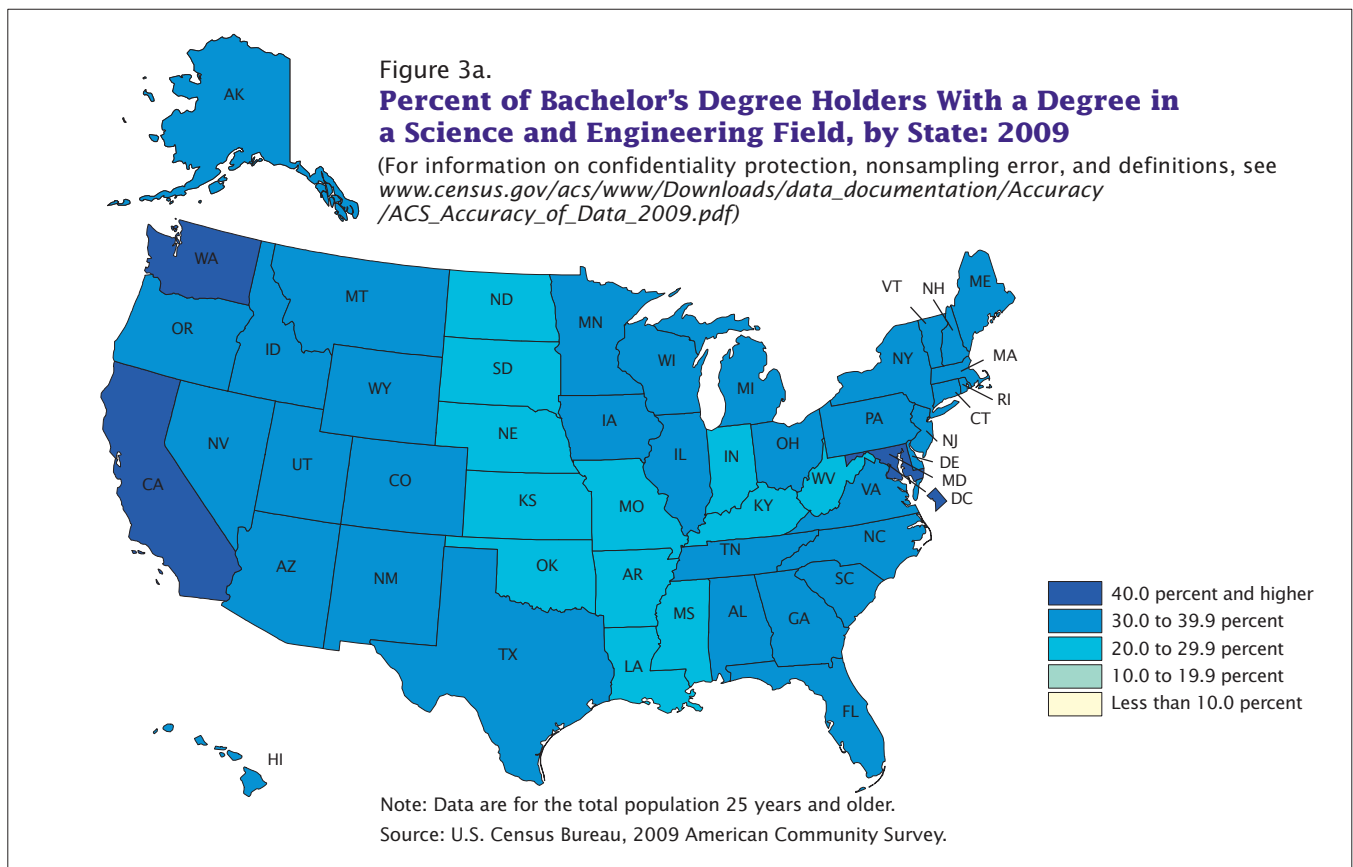 Figure 3a.
Percent of Bachelor's Degree Holders With a Degree in
a Science and Engineering Field, by State: 2009
(For information on confidentiality protection, nonsampling error, and definitions, see
www.census.gov/acs/www/Downloads/data_documentation/Accuracy
/ACS_Accuracy_of_Data_2009.pdf)
AK
WA
OR
MT
ID
WY
NV
UT
CO
CA
AZ
NM
ND
SD
NE
KS
OK
TX
MN
IA
MO
AR
LA
WI
IL
MI
IN
OH
KY
TN
MS
AL
GA
FL
SC
NC
VA
WV
PA
NY
VT
NH
ME
MA
RI
CT
NJ
DE
MD
DC
HI
40.0 percent and higher
30.0 to 39.9 percent
20.0 to 29.9 percent
10.0 to 19.9 percent
Less than 10.0 percent
Note: Data are for the total population 25 years and older.
Source: U.S. Census Bureau, 2009 American Community Survey.